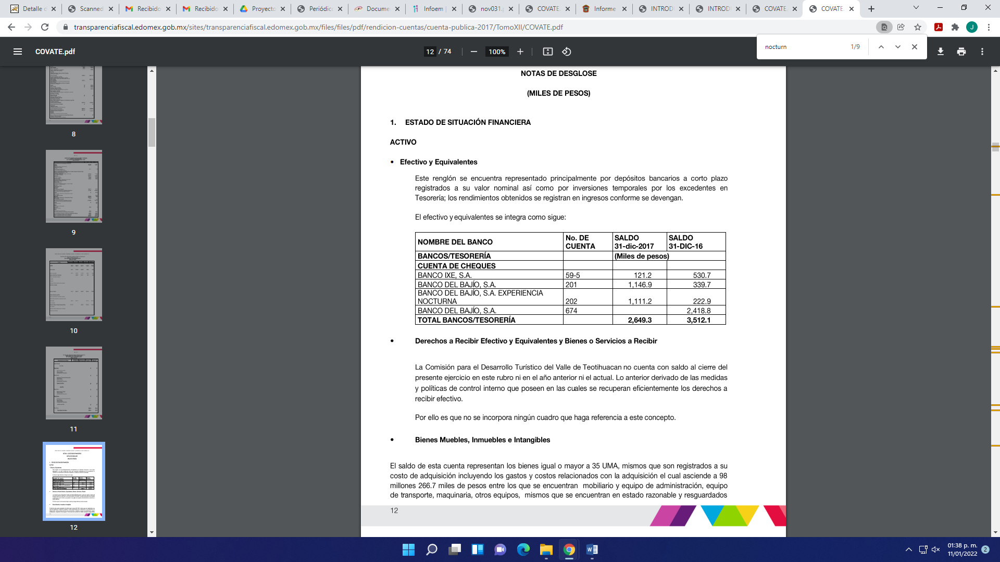 Detalle d
Scanned
Recibido
Recibido
Proyecto
Periódic
Docume
Infoem |
nov031.p
COVATE.
Informe
INTROD
INTROD
COVATE.
COVATE.
transparenciafiscal.edomex.gob.mx/sites/transparenciafiscal.edomex.gob.mx/files/files/pdf/rendicion-cuentas/cuenta-publica-2017/TomoXII/COVATE.pdf
J
nocturn 1/9
COVATE.pdf
12 / 74
100%
8
9
10
11
12
NOTAS DE DESGLOSE
(MILES DE PESOS)
1. ESTADO DE SITUACIÓN FINANCIERA
ACTIVO
• Efectivo y Equivalentes
Este renglón se encuentra representado principalmente por depósitos bancarios a corto plazo
registrados a su valor nominal así como por inversiones temporales por los excedentes en
Tesorería; los rendimientos obtenidos se registran en ingresos conforme se devengan.
El efectivo y equivalentes se integra como sigue:
NOMBRE DEL BANCO No. DE CUENTA SALDO 31-dic-2017 SALDO 31-DIC-16
BANCOS/TESORERÍA (Miles de pesos)
CUENTA DE CHEQUES
BANCO IXE, S.A. 59-5 121.2 530.7
BANCO DEL BAJÍO, S.A. 201 1,146.9 339.7
BANCO DEL BAJÍO, S.A. EXPERIENCIA
NOCTURNA 202 1,111.2 222.9
BANCO DEL BAJÍO, S.A. 674 2,418.8
TOTAL BANCOS/TESORERÍA 2,649.3 3,512.1
• Derechos a Recibir Efectivo y Equivalentes y Bienes o Servicios a Recibir
La Comisión para el Desarrollo Turístico del Valle de Teotihuacan no cuenta con saldo al cierre del
presente ejercicio en este rubro ni en el año anterior ni el actual. Lo anterior derivado de las medidas
y políticas de control interno que poseen en las cuales se recuperan eficientemente los derechos a
recibir efectivo.
Por ello es que no se incorpora ningún cuadro que haga referencia a este concepto.
• Bienes Muebles, Inmuebles e Intangibles
El saldo de esta cuenta representan los bienes igual o mayor a 35 UMA, mismos que son registrados a su
costo de adquisición incluyendo los gastos y costos relacionados con la adquisición el cual asciende a 98
millones 266.7 miles de pesos entre los que se encuentran mobiliario y equipo de administración, equipo
de transporte, maquinaria, otros equipos, mismos que se encuentran en estado razonable y resguardados
12
01:38 p. m.
11/01/2022
2